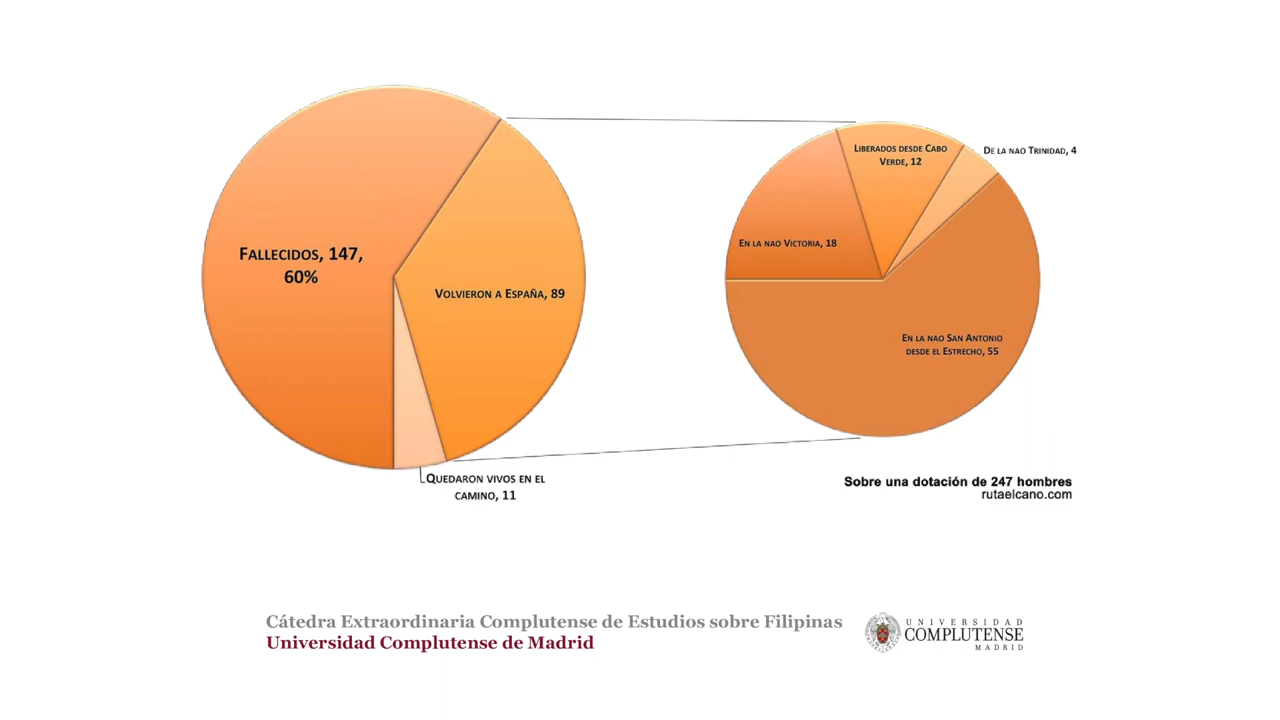 Fallecidos, 147,
60%
Volvieron a España, 89
Quedaron vivos en el
camino, 11
Liberados desde Cabo
Verde, 12
De la nao Trinidad, 4
En la nao Victoria, 18
En la nao San Antonio
desde el Estrecho, 55
Sobre una dotación de 247 hombres
rutaelcano.com
Cátedra Extraordinaria Complutense de Estudios sobre Filipinas
Universidad Complutense de Madrid
UNIVERSIDAD
COMPLUTENSE
MADRID